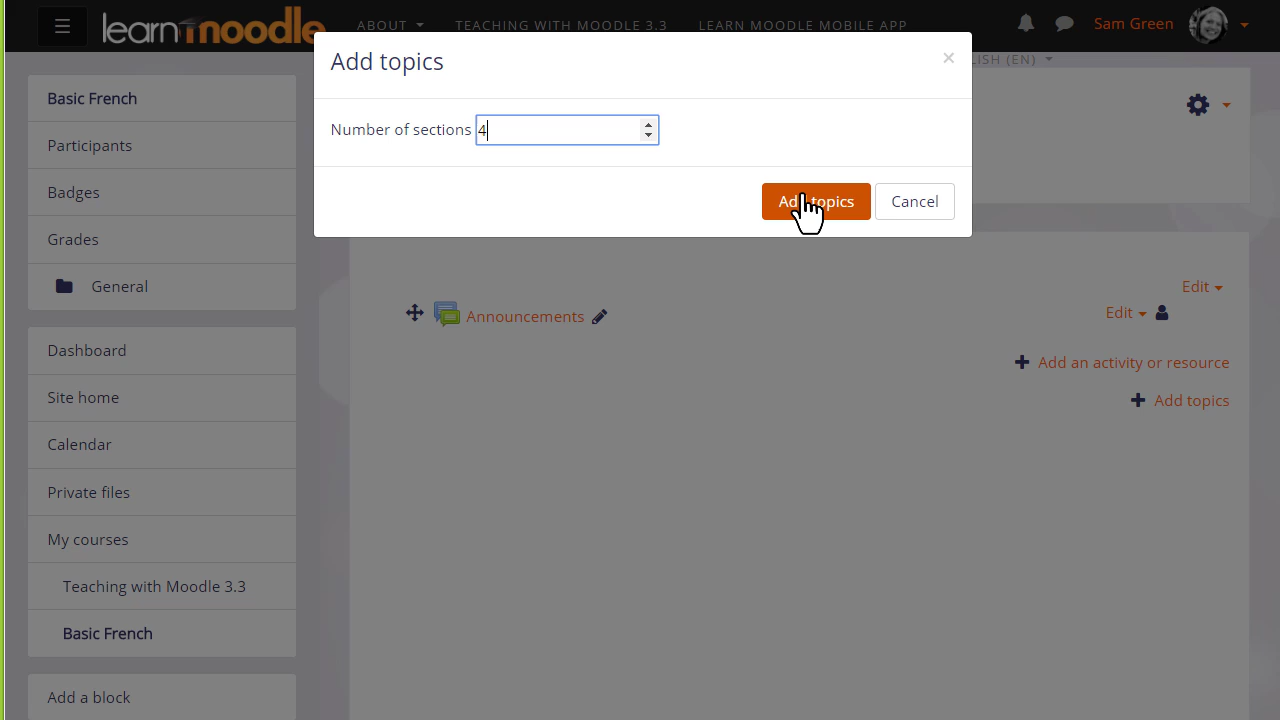 learn moodle
ABOUT
TEACHING WITH MOODLE 3.3
LEARN MOODLE MOBILE APP
Sam Green
LISH (EN)
Add topics
×
Number of sections 4
Add topics
Cancel
Basic French
Participants
Badges
Grades
General
Dashboard
Site home
Calendar
Private files
My courses
Teaching with Moodle 3.3
Basic French
Add a block
Edit
Announcements
Edit
Add an activity or resource
Add topics